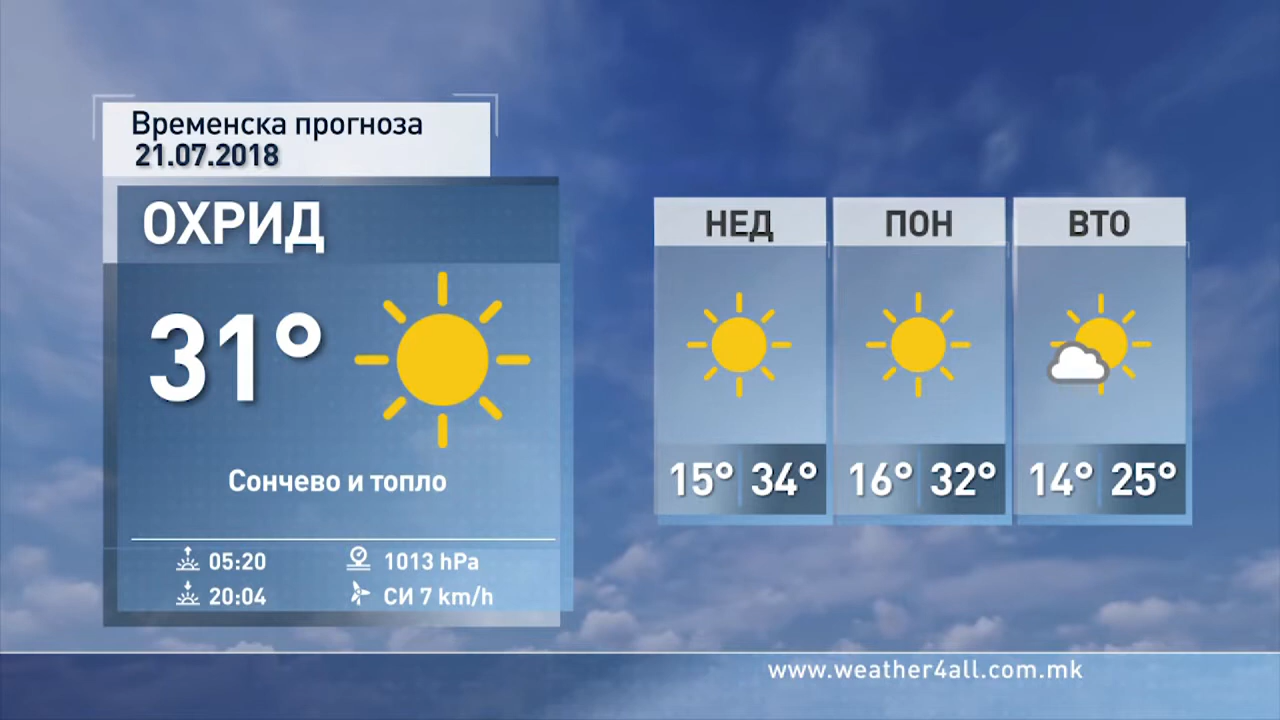 Временска прогноза
21.07.2018
ОХРИД
31°
Сончево и топло
05:20
1013 hPa
20:04
СИ 7 km/h
НЕД
ПОН
ВТО
15° 34°
16° 32°
14° 25°
www.weather4all.com.mk